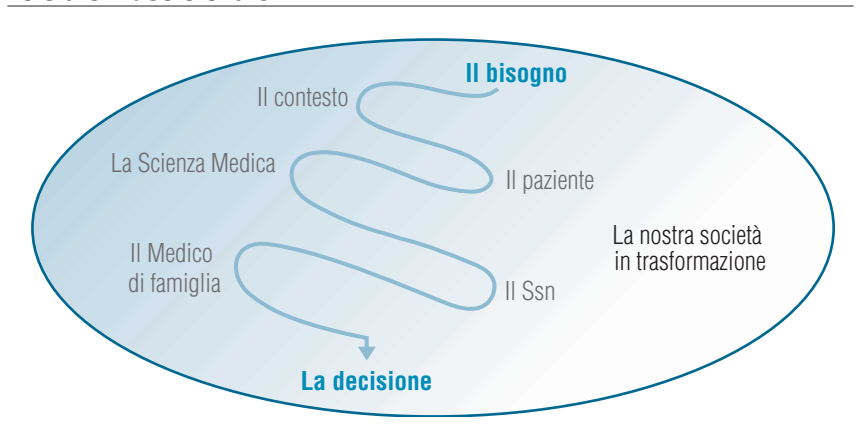 Il bisogno
Il contesto
La Scienza Medica
Il paziente
La nostra società
in trasformazione
Il Medico
di famiglia
Il Ssn
La decisione